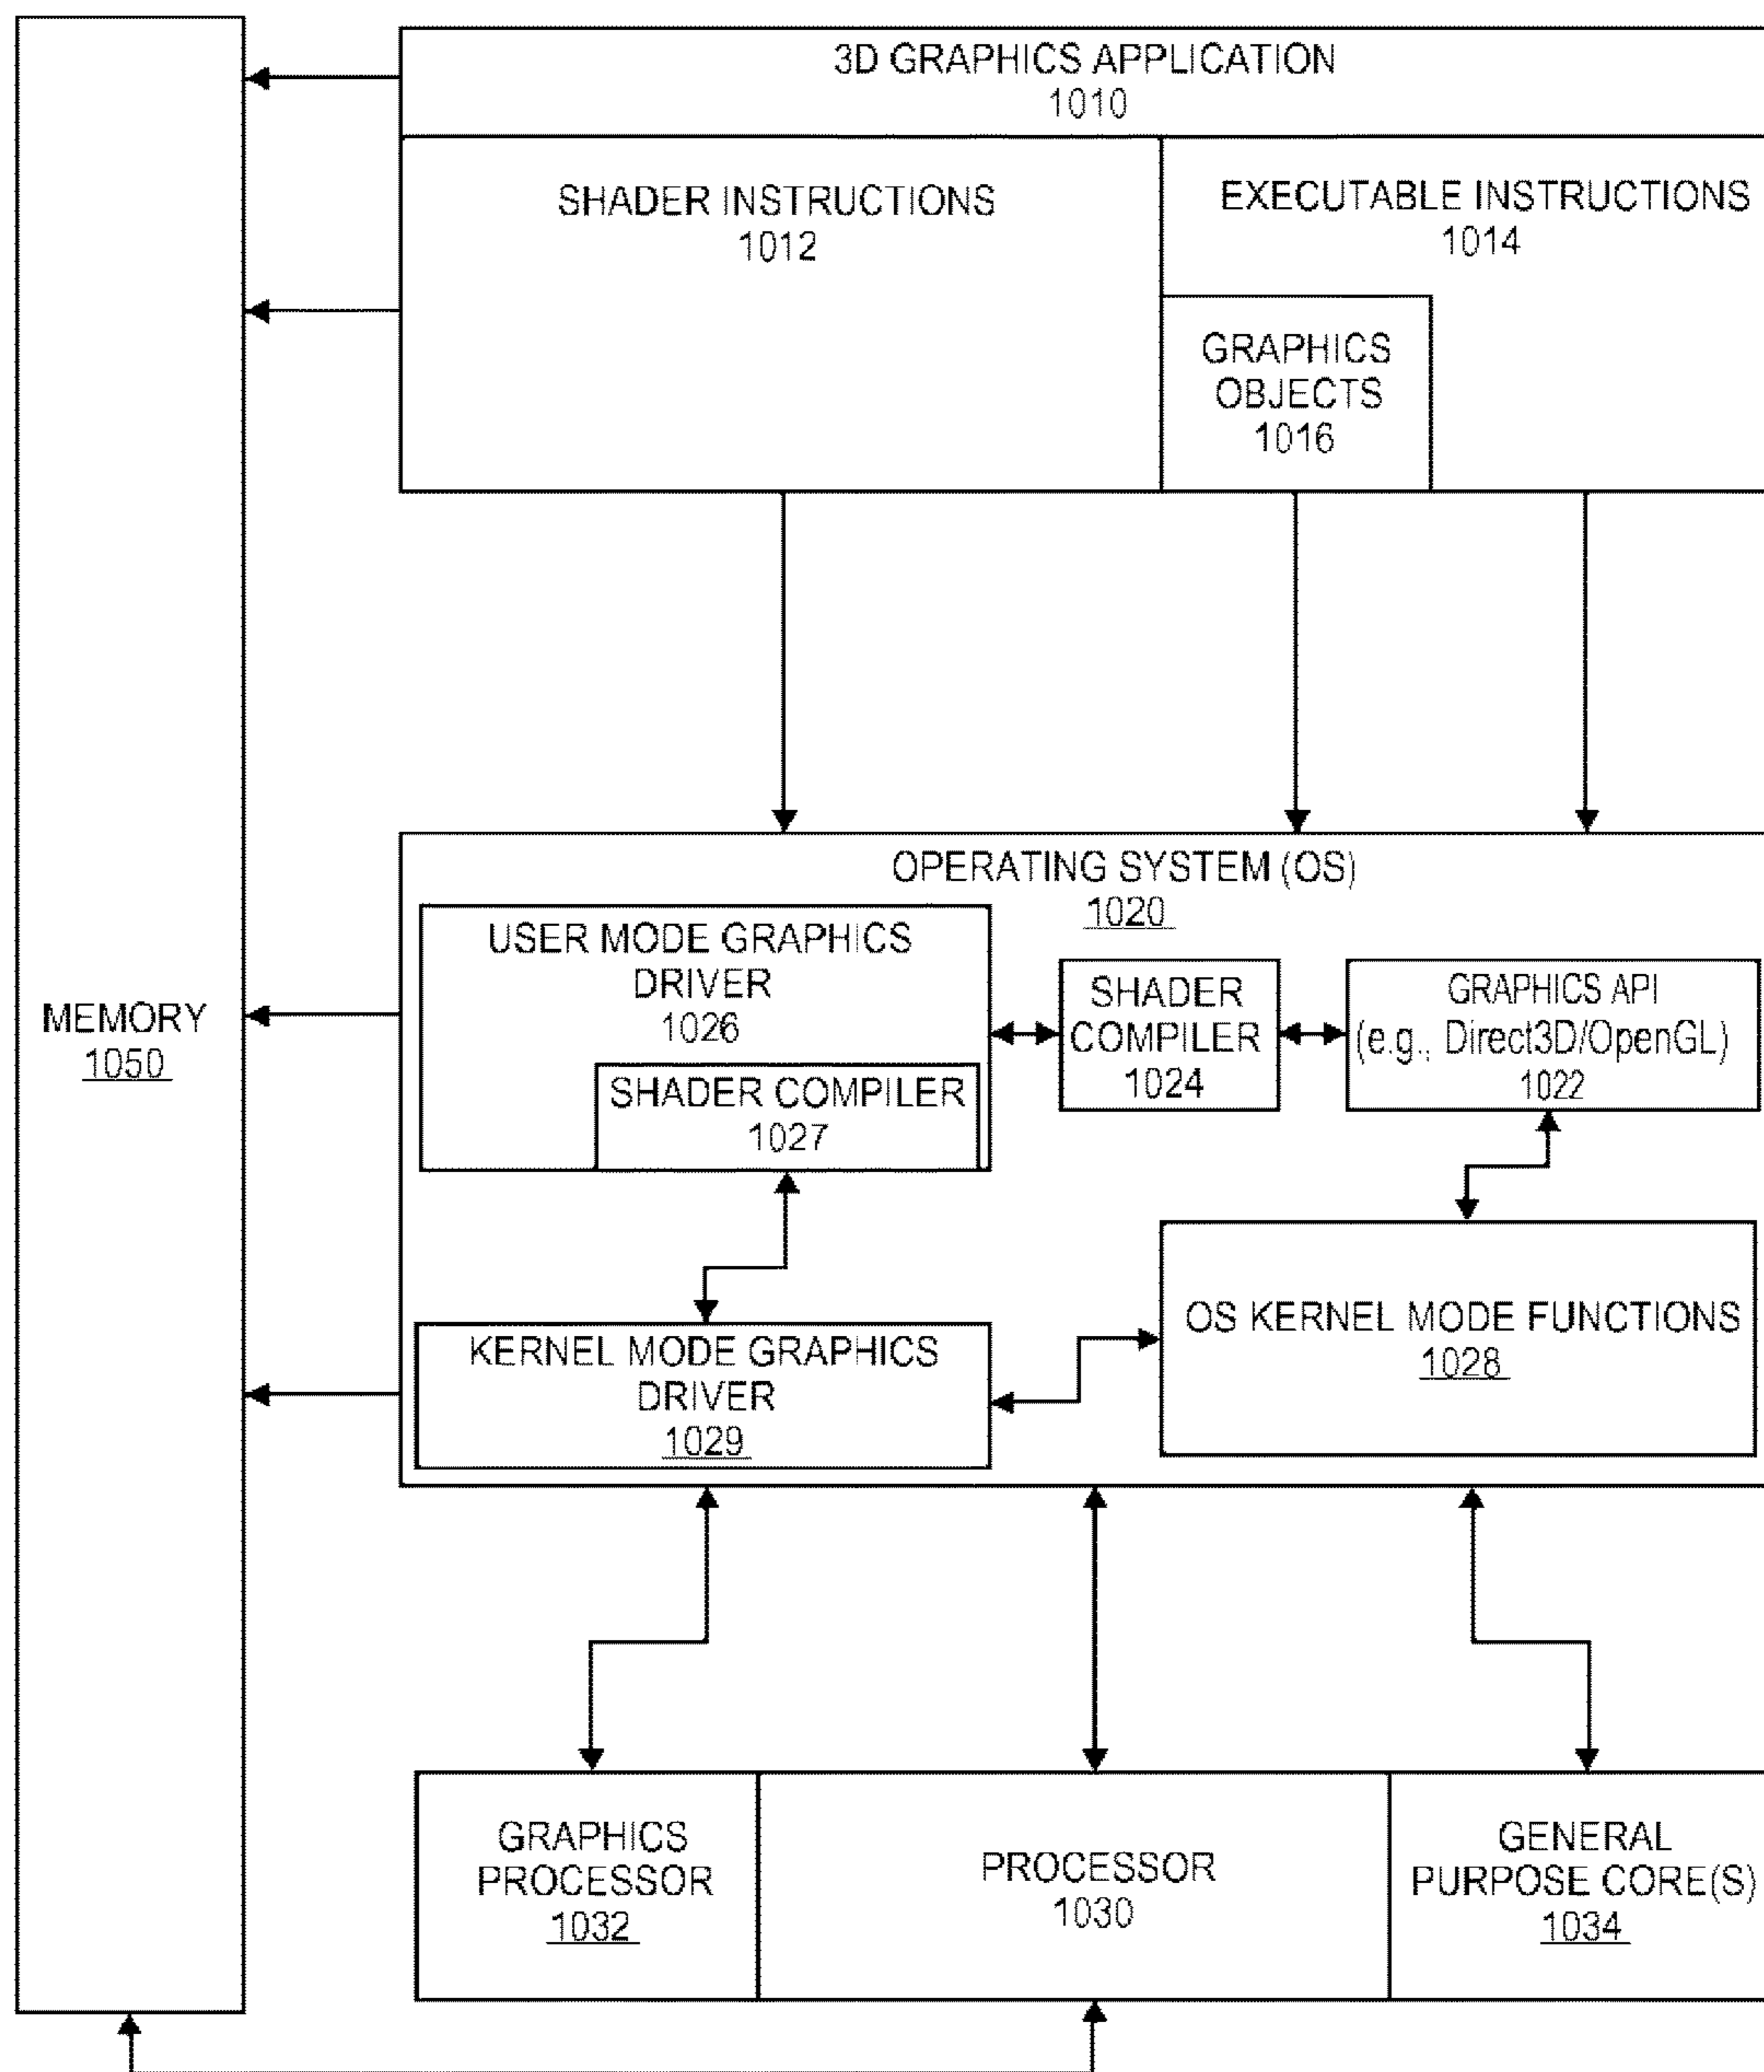 3D GRAPHICS APPLICATION
1010
SHADER INSTRUCTIONS
1012
EXECUTABLE INSTRUCTIONS
1014
GRAPHICS
OBJECTS
1016
OPERATING SYSTEM (OS)
1020
USER MODE GRAPHICS
DRIVER
1026
SHADER COMPILER
1027
SHADER
COMPILER
1024
GRAPHICS API
(e.g., Direct3D/OpenGL)
1022
MEMORY
1050
KERNEL MODE GRAPHICS
DRIVER
1029
OS KERNEL MODE FUNCTIONS
1028
GRAPHICS
PROCESSOR
1032
PROCESSOR
1030
GENERAL
PURPOSE CORE(S)
1034